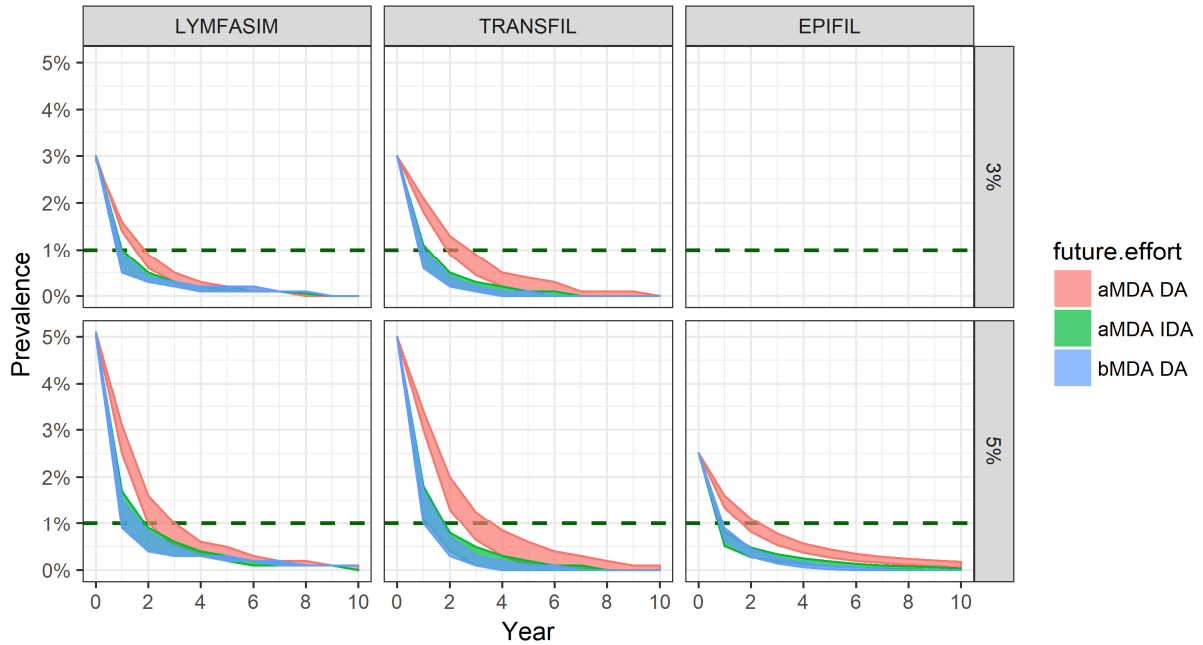 LYMFASIM TRANSFIL EPIFIL
5%
4%
3%
2%
1%
0%
3%
5%
4%
3%
2%
1%
0%
5%
Prevalence
0 2 4 6 8 10 0 2 4 6 8 10 0 2 4 6 8 10
Year
future.effort
aMDA DA
aMDA IDA
bMDA DA